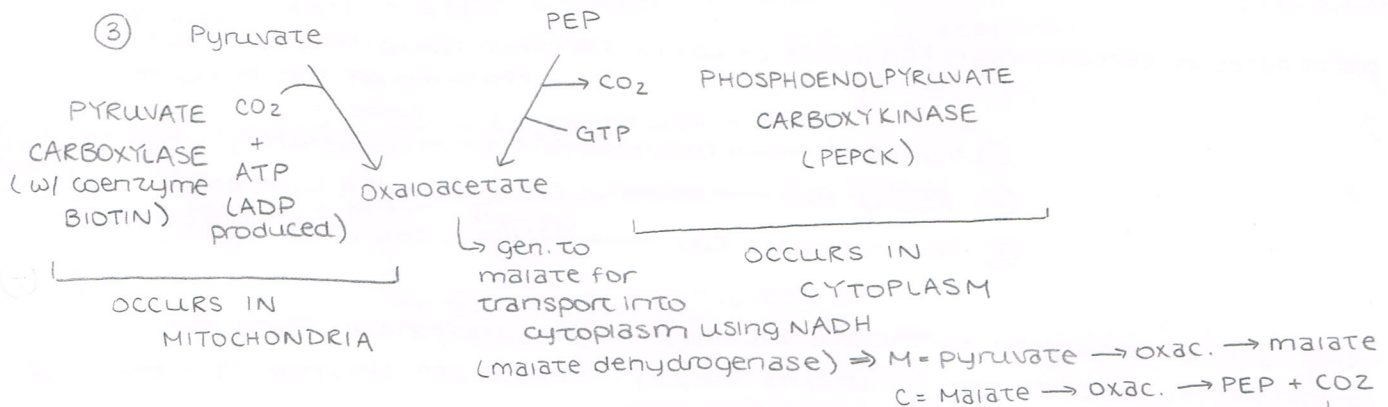 ③ Pyruvate
PEP
CO2
GTP
PYRUVATE
CARBOXYLASE
(w/ coenzyme
BIOTIN)
CO2
+
ATP
(ADP
produced)
Oxaloacetate
PHOSPHOENOLPYRUVATE
CARBOXYKINASE
(PEPCK)
OCCURS IN
MITOCHONDRIA
↳ gen. to
malate for
transport into
cytoplasm using NADH
(malate dehydrogenase) ⇒ M = pyruvate → oxac. → malate
C = Malate → oxac. → PEP + CO2
OCCURS IN
CYTOPLASM